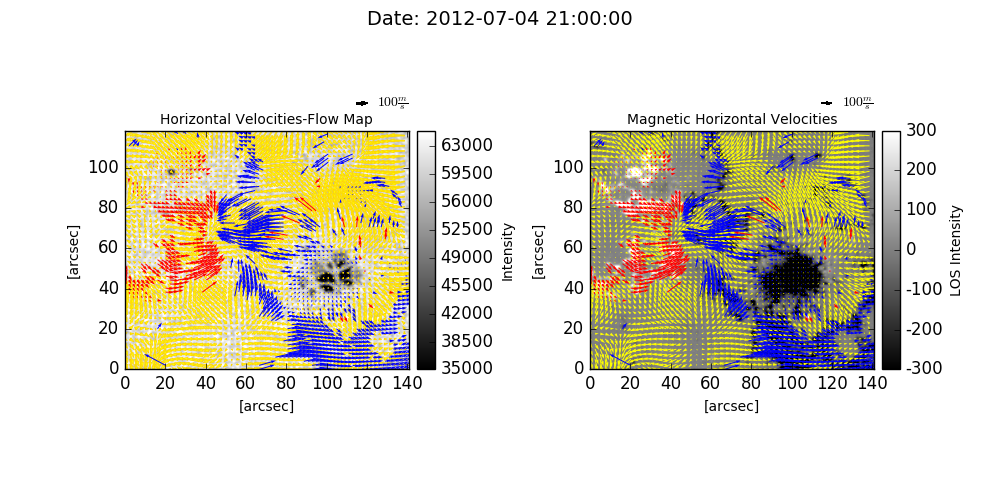 Date: 2012-07-04 21:00:00
100 m/s
100 m/s
Horizontal Velocities-Flow Map
Magnetic Horizontal Velocities
[arcsec]
100
80
60
40
20
0
0 20 40 60 80 100 120 140
[arcsec]
63000
59500
56000
52500
49000
45500
42000
38500
35000
Intensity
[arcsec]
100
80
60
40
20
0
0 20 40 60 80 100 120 140
[arcsec]
300
200
100
0
-100
-200
-300
LOS Intensity